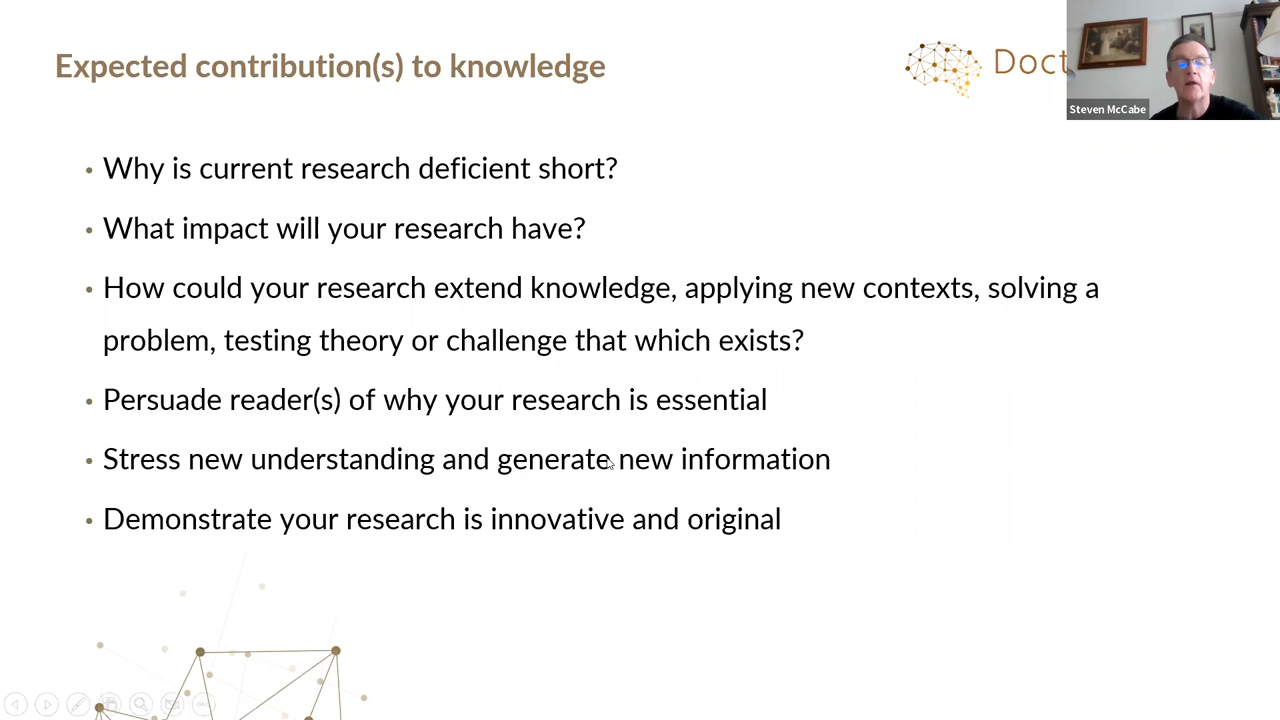 Expected contribution(s) to knowledge
Doct
Steven McCabe
• Why is current research deficient short?
• What impact will your research have?
• How could your research extend knowledge, applying new contexts, solving a
problem, testing theory or challenge that which exists?
• Persuade reader(s) of why your research is essential
• Stress new understanding and generate new information
• Demonstrate your research is innovative and original